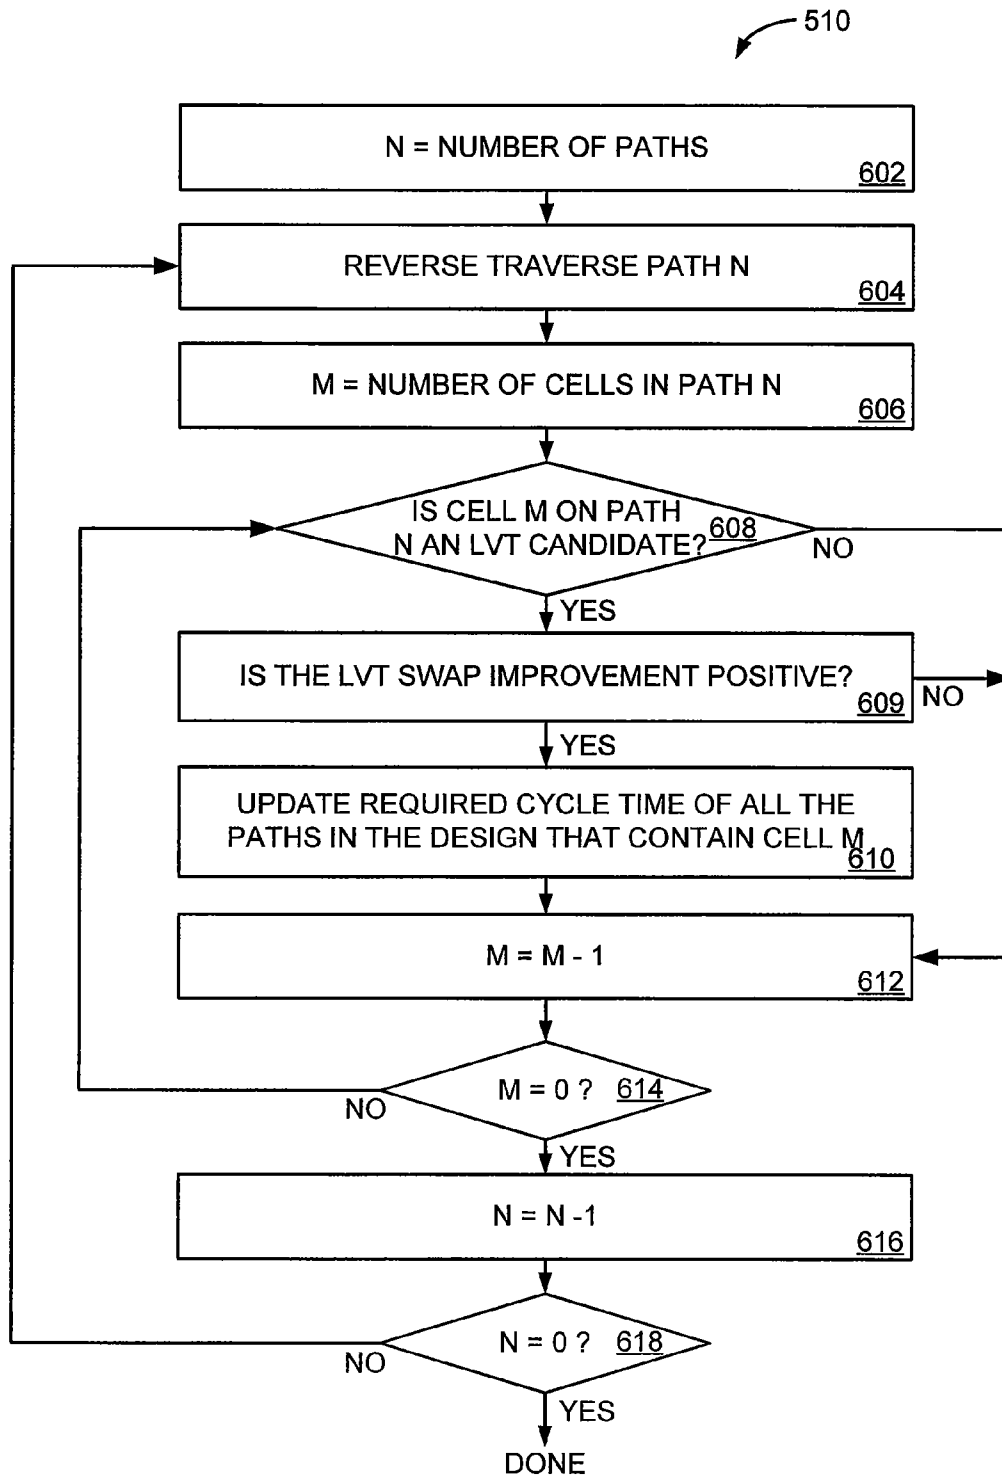 510
N = NUMBER OF PATHS
602
REVERSE TRAVERSE PATH N
604
M = NUMBER OF CELLS IN PATH N
606
IS CELL M ON PATH
N AN LVT CANDIDATE?
608
NO
YES
IS THE LVT SWAP IMPROVEMENT POSITIVE?
609
NO
YES
UPDATE REQUIRED CYCLE TIME OF ALL THE
PATHS IN THE DESIGN THAT CONTAIN CELL M
610
M = M - 1
612
M = 0 ?
614
NO
YES
N = N -1
616
N = 0 ?
618
NO
YES
DONE